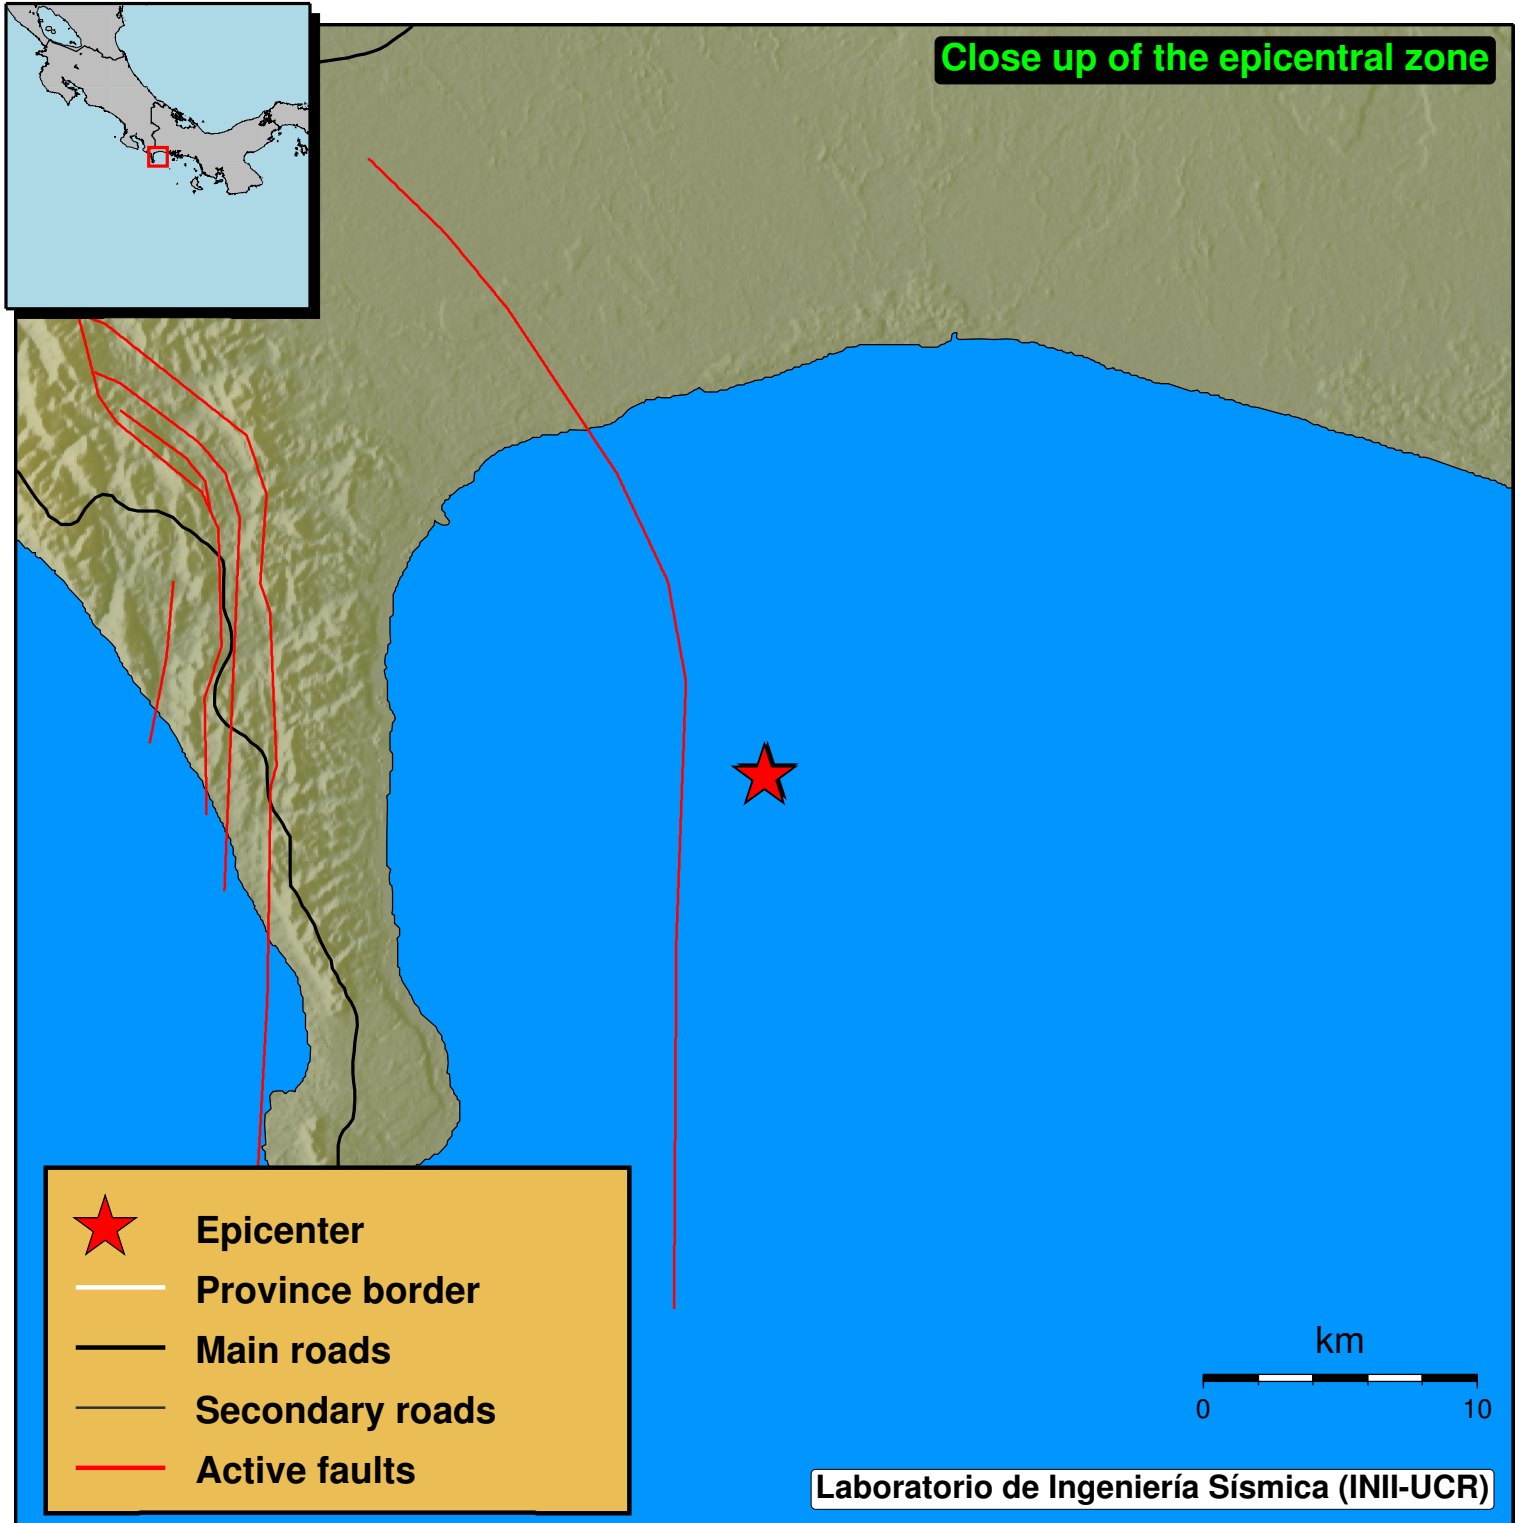 Close up of the epicentral zone
Epicenter
Province border
Main roads
Secondary roads
Active faults
km
0 10
Laboratorio de Ingeniería Sísmica (INII-UCR)